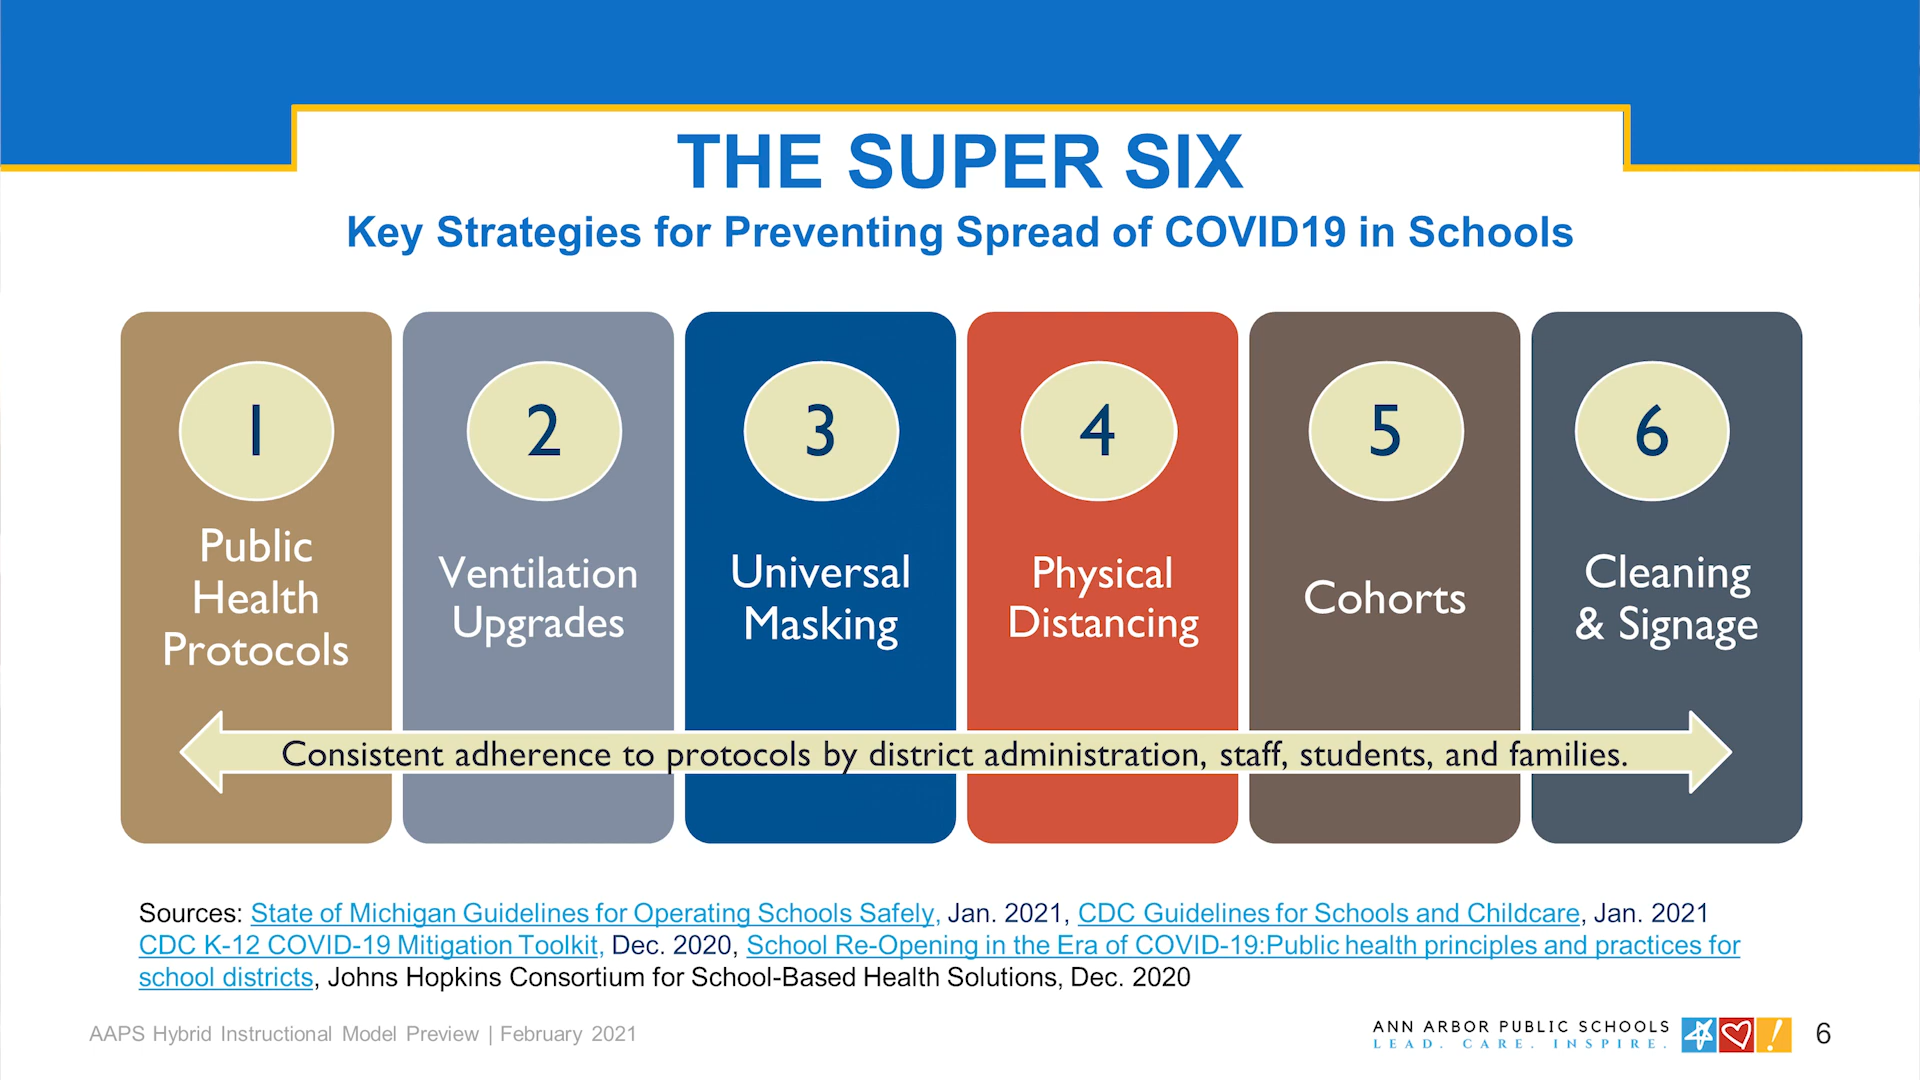 THE SUPER SIX
Key Strategies for Preventing Spread of COVID19 in Schools
1
Public
Health
Protocols
2
Ventilation
Upgrades
3
Universal
Masking
4
Physical
Distancing
5
Cohorts
6
Cleaning
& Signage
Consistent adherence to protocols by district administration, staff, students, and families.
Sources: State of Michigan Guidelines for Operating Schools Safely, Jan. 2021, CDC Guidelines for Schools and Childcare, Jan. 2021
CDC K-12 COVID-19 Mitigation Toolkit, Dec. 2020, School Re-Opening in the Era of COVID-19:Public health principles and practices for
school districts, Johns Hopkins Consortium for School-Based Health Solutions, Dec. 2020
AAPS Hybrid Instructional Model Preview | February 2021
ANN ARBOR PUBLIC SCHOOLS
LEAD. CARE. INSPIRE.
6